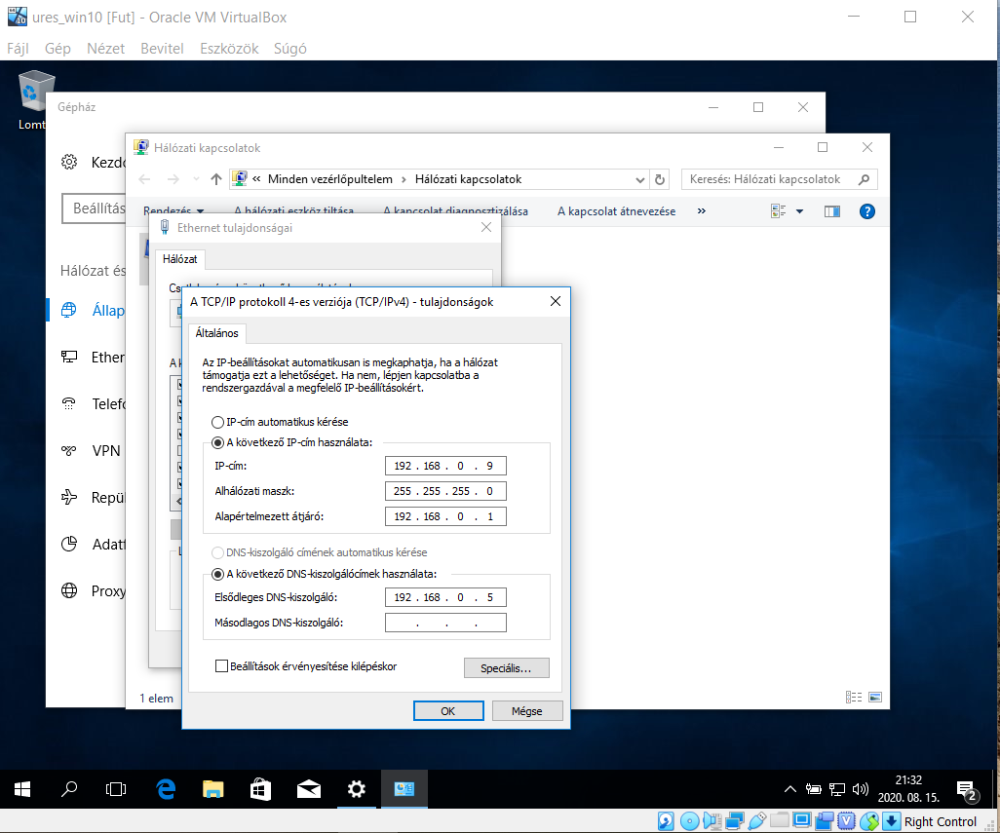 ures_win10 [Fut] - Oracle VM VirtualBox
Fájl Gép Nézet Bevitel Eszközök Súgó
Gépház
Hálózati kapcsolatok
« Minden vezérlőpultelem › Hálózati kapcsolatok
Keresés: Hálózati kapcsolatok
Rendezés A hálózati eszköz tiltása A kapcsolat diagnosztizálása A kapcsolat átnevezése »
Ethernet tulajdonságai
Hálózat
A TCP/IP protokoll 4-es verziója (TCP/IPv4) - tulajdonságok
Általános
Az IP-beállításokat automatikusan is megkaphatja, ha a hálózat
támogatja ezt a lehetőséget. Ha nem, lépjen kapcsolatba a
rendszergazdával a megfelelő IP-beállításokért.
IP-cím automatikus kérése
A következő IP-cím használata:
IP-cím: 192 . 168 . 0 . 9
Alhálózati maszk: 255 . 255 . 255 . 0
Alapértelmezett átjáró: 192 . 168 . 0 . 1
DNS-kiszolgáló címének automatikus kérése
A következő DNS-kiszolgálócímek használata:
Elsődleges DNS-kiszolgáló: 192 . 168 . 0 . 5
Másodlagos DNS-kiszolgáló: . . .
Beállítások érvényesítése kilépéskor
Speciális...
OK Mégse
Lomt
Kezdo
Beállítás
Hálózat és
Állap
Ether
Telefo
VPN
Repül
Adatf
Proxy
1 elem
21:32
2020. 08. 15.
2
Right Control